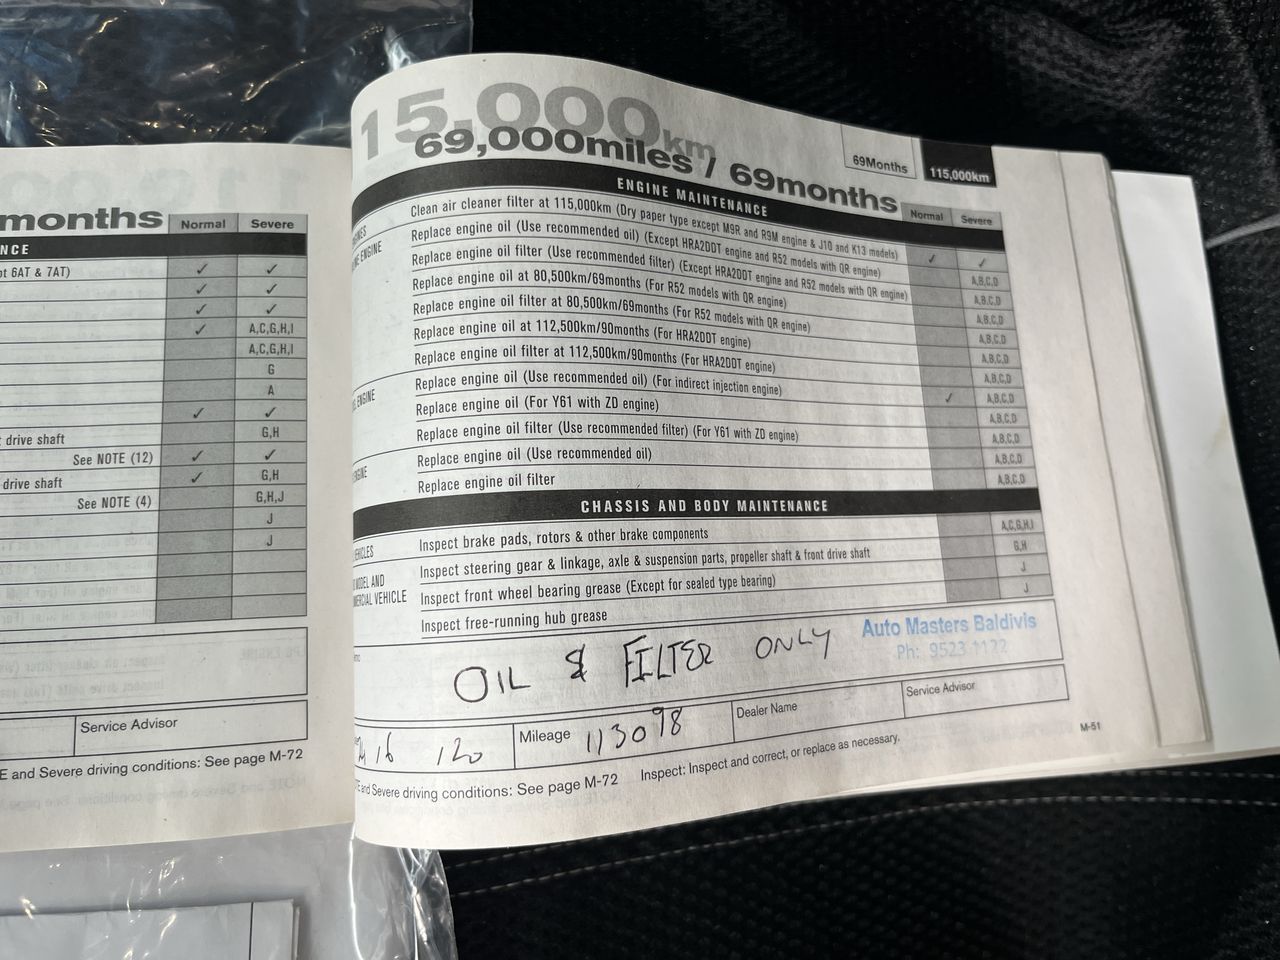 months
Normal
Severe
NCE
ot 6AT & 7AT)
✓ ✓
✓ ✓
✓ ✓
✓ A,C,G,H,I
A,C,G,H,I
G
A
✓ ✓
drive shaft G,H
See NOTE (12) ✓ ✓
drive shaft ✓ G,H
See NOTE (4) G,H,J
J
J
Service Advisor
E and Severe driving conditions: See page M-72
15,000km
69,000miles / 69months
69Months
115,000km
ENGINE MAINTENANCE
Normal
Severe
Clean air cleaner filter at 115,000km (Dry paper type except M9R and R9M engine & J10 and K13 models) ✓ ✓
ENGINE
Replace engine oil (Use recommended oil) (Except HRA2DDT engine and R52 models with QR engine) A,B,C,D
Replace engine oil filter (Use recommended filter) (Except HRA2DDT engine and R52 models with QR engine) A,B,C,D
Replace engine oil at 80,500km/69months (For R52 models with QR engine) A,B,C,D
Replace engine oil filter at 80,500km/69months (For R52 models with QR engine) A,B,C,D
Replace engine oil at 112,500km/90months (For HRA2DDT engine) A,B,C,D
Replace engine oil filter at 112,500km/90months (For HRA2DDT engine) A,B,C,D
ENGINE
Replace engine oil (Use recommended oil) (For indirect injection engine) ✓ A,B,C,D
Replace engine oil (For Y61 with ZD engine) A,B,C,D
Replace engine oil filter (Use recommended filter) (For Y61 with ZD engine) A,B,C,D
Replace engine oil (Use recommended oil) A,B,C,D
Replace engine oil filter A,B,C,D
CHASSIS AND BODY MAINTENANCE
Inspect brake pads, rotors & other brake components A,C,G,H,I
Inspect steering gear & linkage, axle & suspension parts, propeller shaft & front drive shaft G,H
Inspect front wheel bearing grease (Except for sealed type bearing) J
Inspect free-running hub grease J
OIL & FILTER ONLY
Auto Masters Baldivis
Ph: 9523 1122
16 120
Mileage 113098
Dealer Name
Service Advisor
E and Severe driving conditions: See page M-72
Inspect: Inspect and correct, or replace as necessary.
M-51